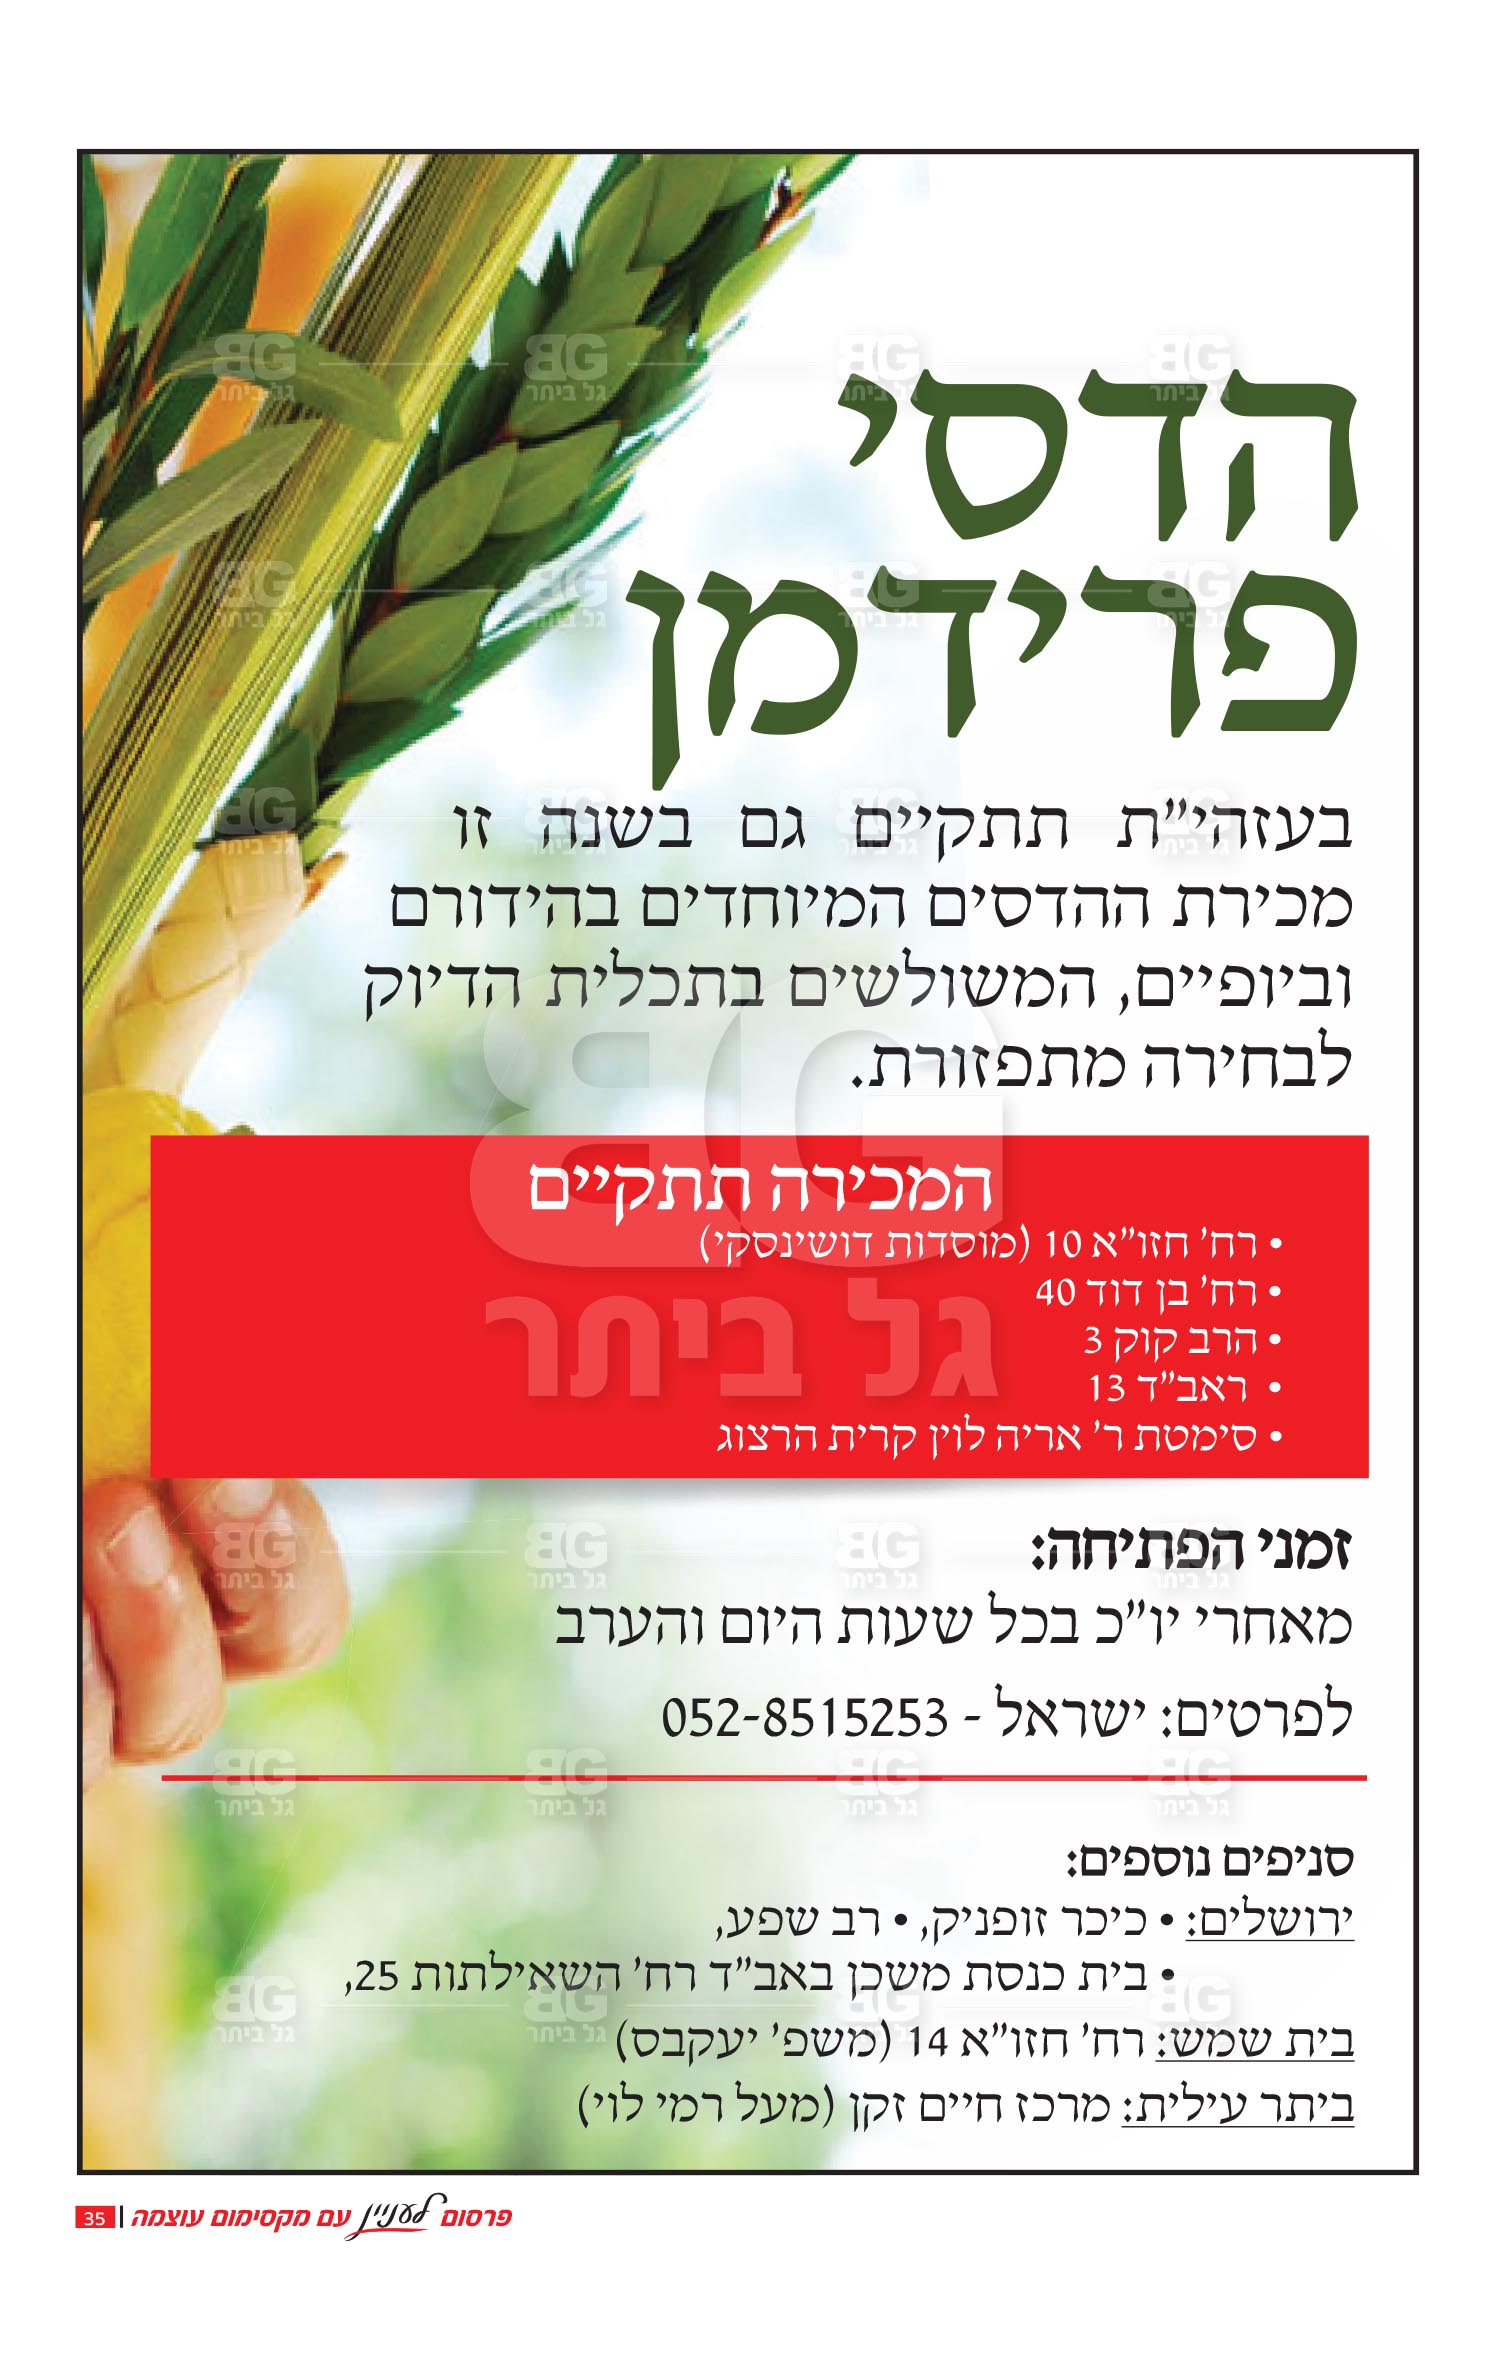 הדסי
פרידמן
בעזהי"ת תתקיים גם בשנה זו
מכירת ההדסים המיוחדים בהידורם
וביופיים, המשולשים בתכלית הדיוק
לבחירה מתפזורת.
המכירה תתקיים
• רח' חזו"א 10 (מוסדות דושינסקי)
• רח' בן דוד 40
• הרב קוק 3
• ראב"ד 13
• סימטת ר' אריה לוין קרית הרצוג
זמני הפתיחה:
מאחרי יו"כ בכל שעות היום והערב
לפרטים: ישראל - 052-8515253
סניפים נוספים:
ירושלים: • כיכר זופניק, • רב שפע,
• בית כנסת משכן באב"ד רח' השאילתות 25,
בית שמש: רח' חזו"א 14 (משפ' יעקבס)
ביתר עילית: מרכז חיים זקן (מעל רמי לוי)
פרסום לעניין עם מקסימום עוצמה | 35
BG
גל ביתר